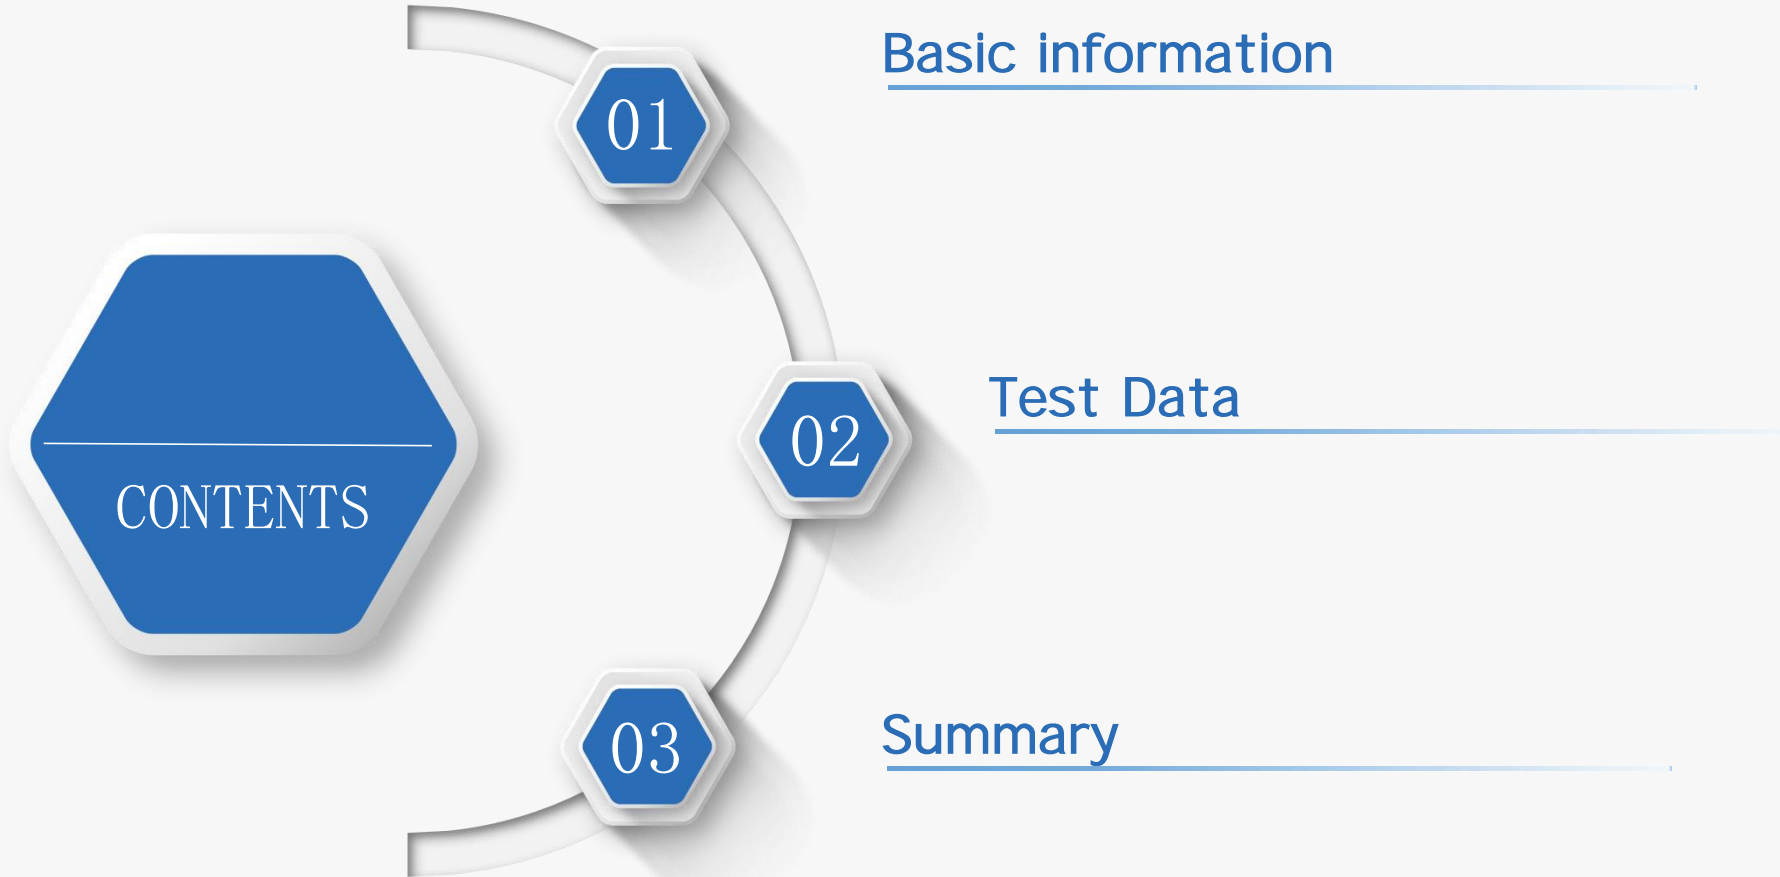 CONTENTS
01
Basic information
02
Test Data
03
Summary